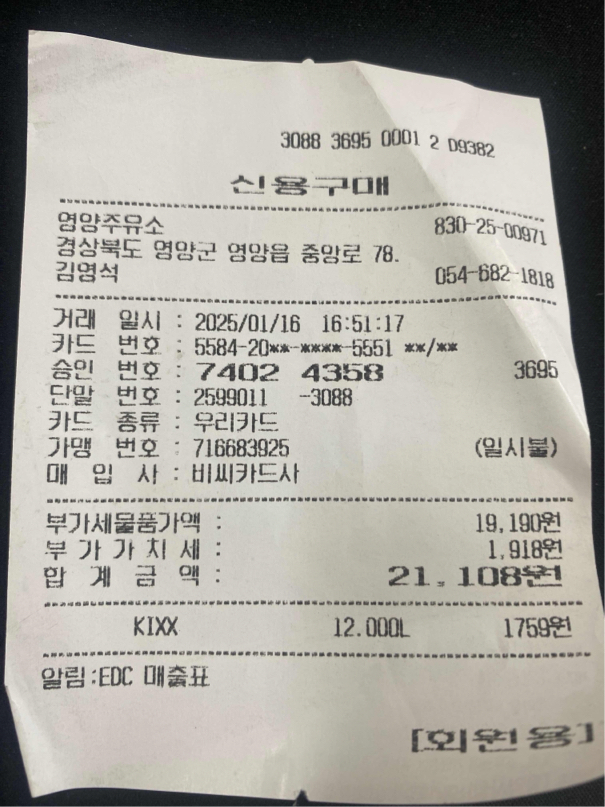 3088 3695 0001 2 D9382
신용구매
영양주유소 830-25-00971
경상북도 영양군 영양읍 중앙로 78.
김영석 054-682-1818
거래 일시 : 2025/01/16 16:51:17
카드 번호 : 5584-20**-****-5551 **/**
승인 번호 : 7402 4358 3695
단말 번호 : 2599011 -3088
카드 종류 : 우리카드
가맹 번호 : 716683925 (일시불)
매 입 사 : 비씨카드사
부가세물품가액 : 19,190원
부 가 가 치 세 : 1,918원
합 계 금 액 : 21,108원
KIXX 12.000L 1759원
알림:EDC 매출표
[회원용]